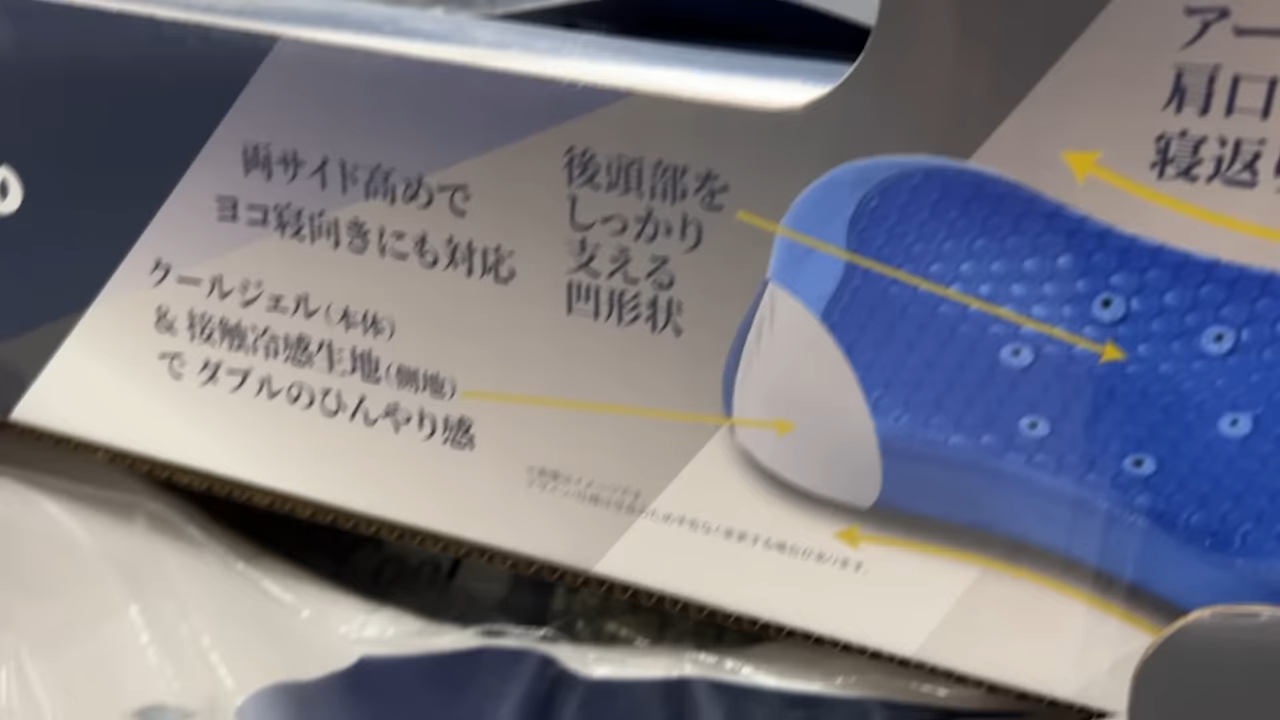 両サイド高めで
ヨコ寝向きにも対応
クールジェル(本体)
& 接触冷感生地(側地)
で ダブルのひんやり感
後頭部を
しっかり
支える
凹形状
アー
肩口
寝返り